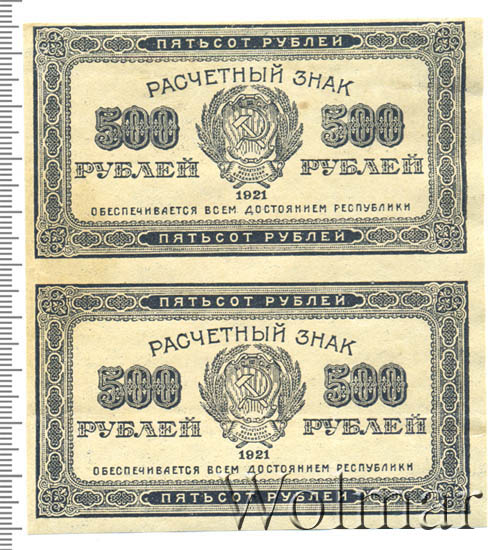 ПЯТЬСОТ РУБЛЕЙ
РАСЧЕТНЫЙ ЗНАК
500 500
РУБЛЕЙ РУБЛЕЙ
1921
ОБЕСПЕЧИВАЕТСЯ ВСЕМ ДОСТОЯНИЕМ РЕСПУБЛИКИ
ПЯТЬСОТ РУБЛЕЙ
ПЯТЬСОТ РУБЛЕЙ
РАСЧЕТНЫЙ ЗНАК
500 500
РУБЛЕЙ РУБЛЕЙ
1921
ОБЕСПЕЧИВАЕТСЯ ВСЕМ ДОСТОЯНИЕМ РЕСПУБЛИКИ
ПЯТЬСОТ РУБЛЕЙ
Wolmar